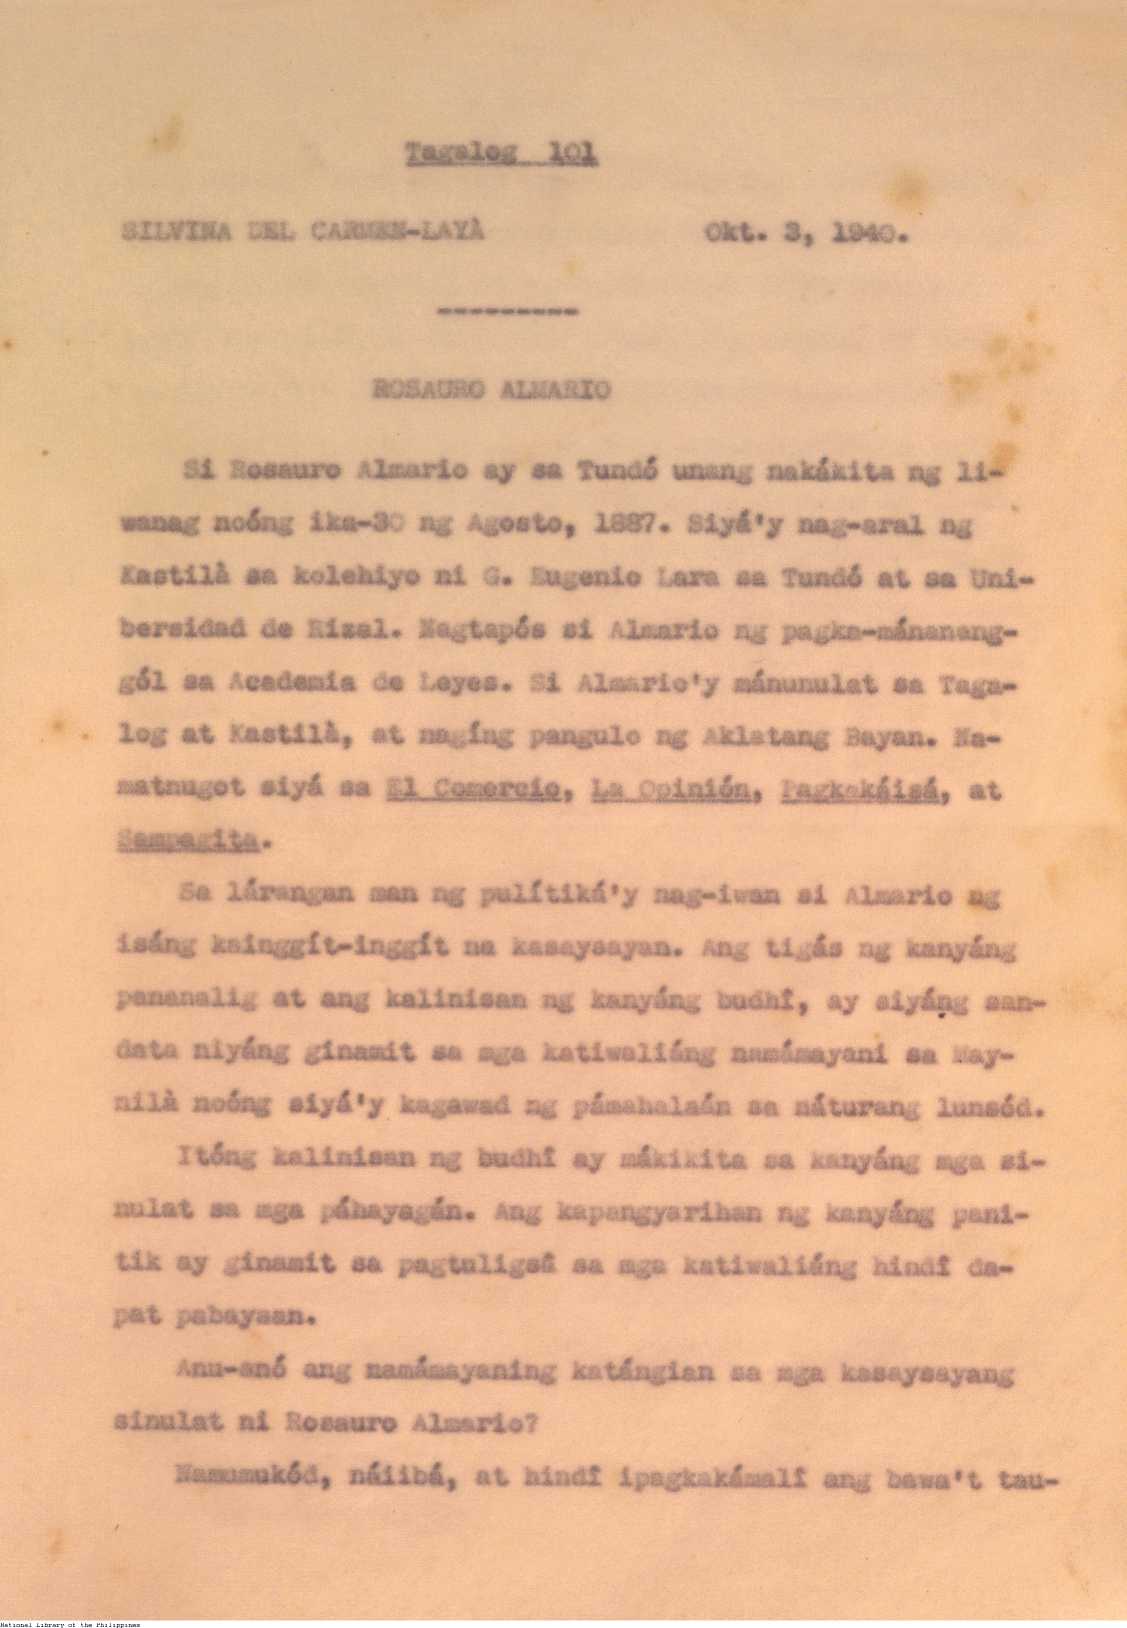 Tagalog 101
SILVINA DEL CARMEN-LAYÀ Okt. 3, 1940.
---------
ROSAURO ALMARIO
Si Rosauro Almario ay sa Tundó unang nakákita ng li-
wanag noóng ika-30 ng Agosto, 1887. Siyá'y nag-aral ng
Kastilà sa kolehiyo ni G. Eugenio Lara sa Tundó at sa Uni-
bersidad de Rizal. Nagtapós si Almario ng pagka-mánanang-
gól sa Academia de Leyes. Si Almario'y mánunulat sa Taga-
log at Kastilà, at nagíng pangulo ng Aklatang Bayan. Na-
matnugot siyá sa El Comercio, La Opinión, Pagkakáisá, at
Sampagita.
Sa lárangan man ng pulítiká'y nag-iwan si Almario ng
isáng kainggít-inggít na kasaysayan. Ang tigás ng kanyáng
pananalig at ang kalinisan ng kanyáng budhî, ay siyáng san-
data niyáng ginamit sa mga katiwaliáng namámayani sa May-
nilà noóng siyá'y kagawad ng pámahalaán sa náturang lunsód.
Itóng kalinisan ng budhî ay mákikita sa kanyáng mga si-
nulat sa mga páhayagán. Ang kapangyarihan ng kanyáng pani-
tik ay ginamit sa pagtuligsâ sa mga katiwaliáng hindî da-
pat pabayaan.
Anu-anó ang namámayaning katángian sa mga kasaysayang
sinulat ni Rosauro Almario?
Namumukód, náiibá, at hindî ipagkakámalî ang bawa't tau-
National Library of the Philippines